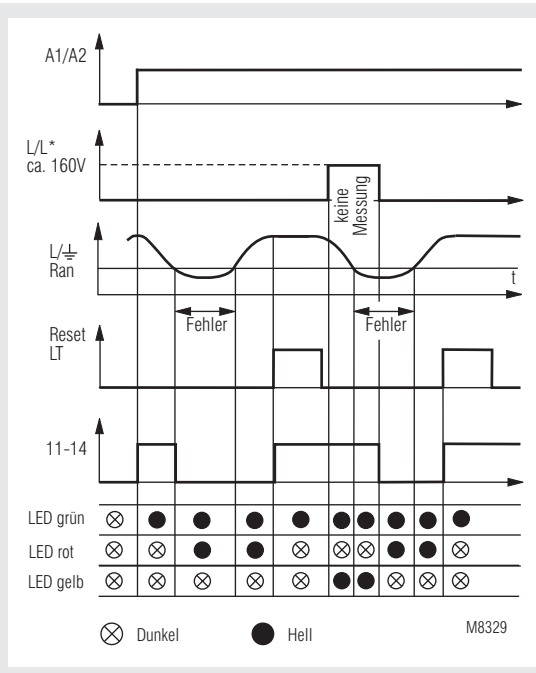 A1/A2
L/L*
ca. 160V
keine
Messung
L/⏚
Ran
t
Fehler
Fehler
Reset
LT
11-14
LED grün
LED rot
LED gelb
Dunkel
Hell
M8329